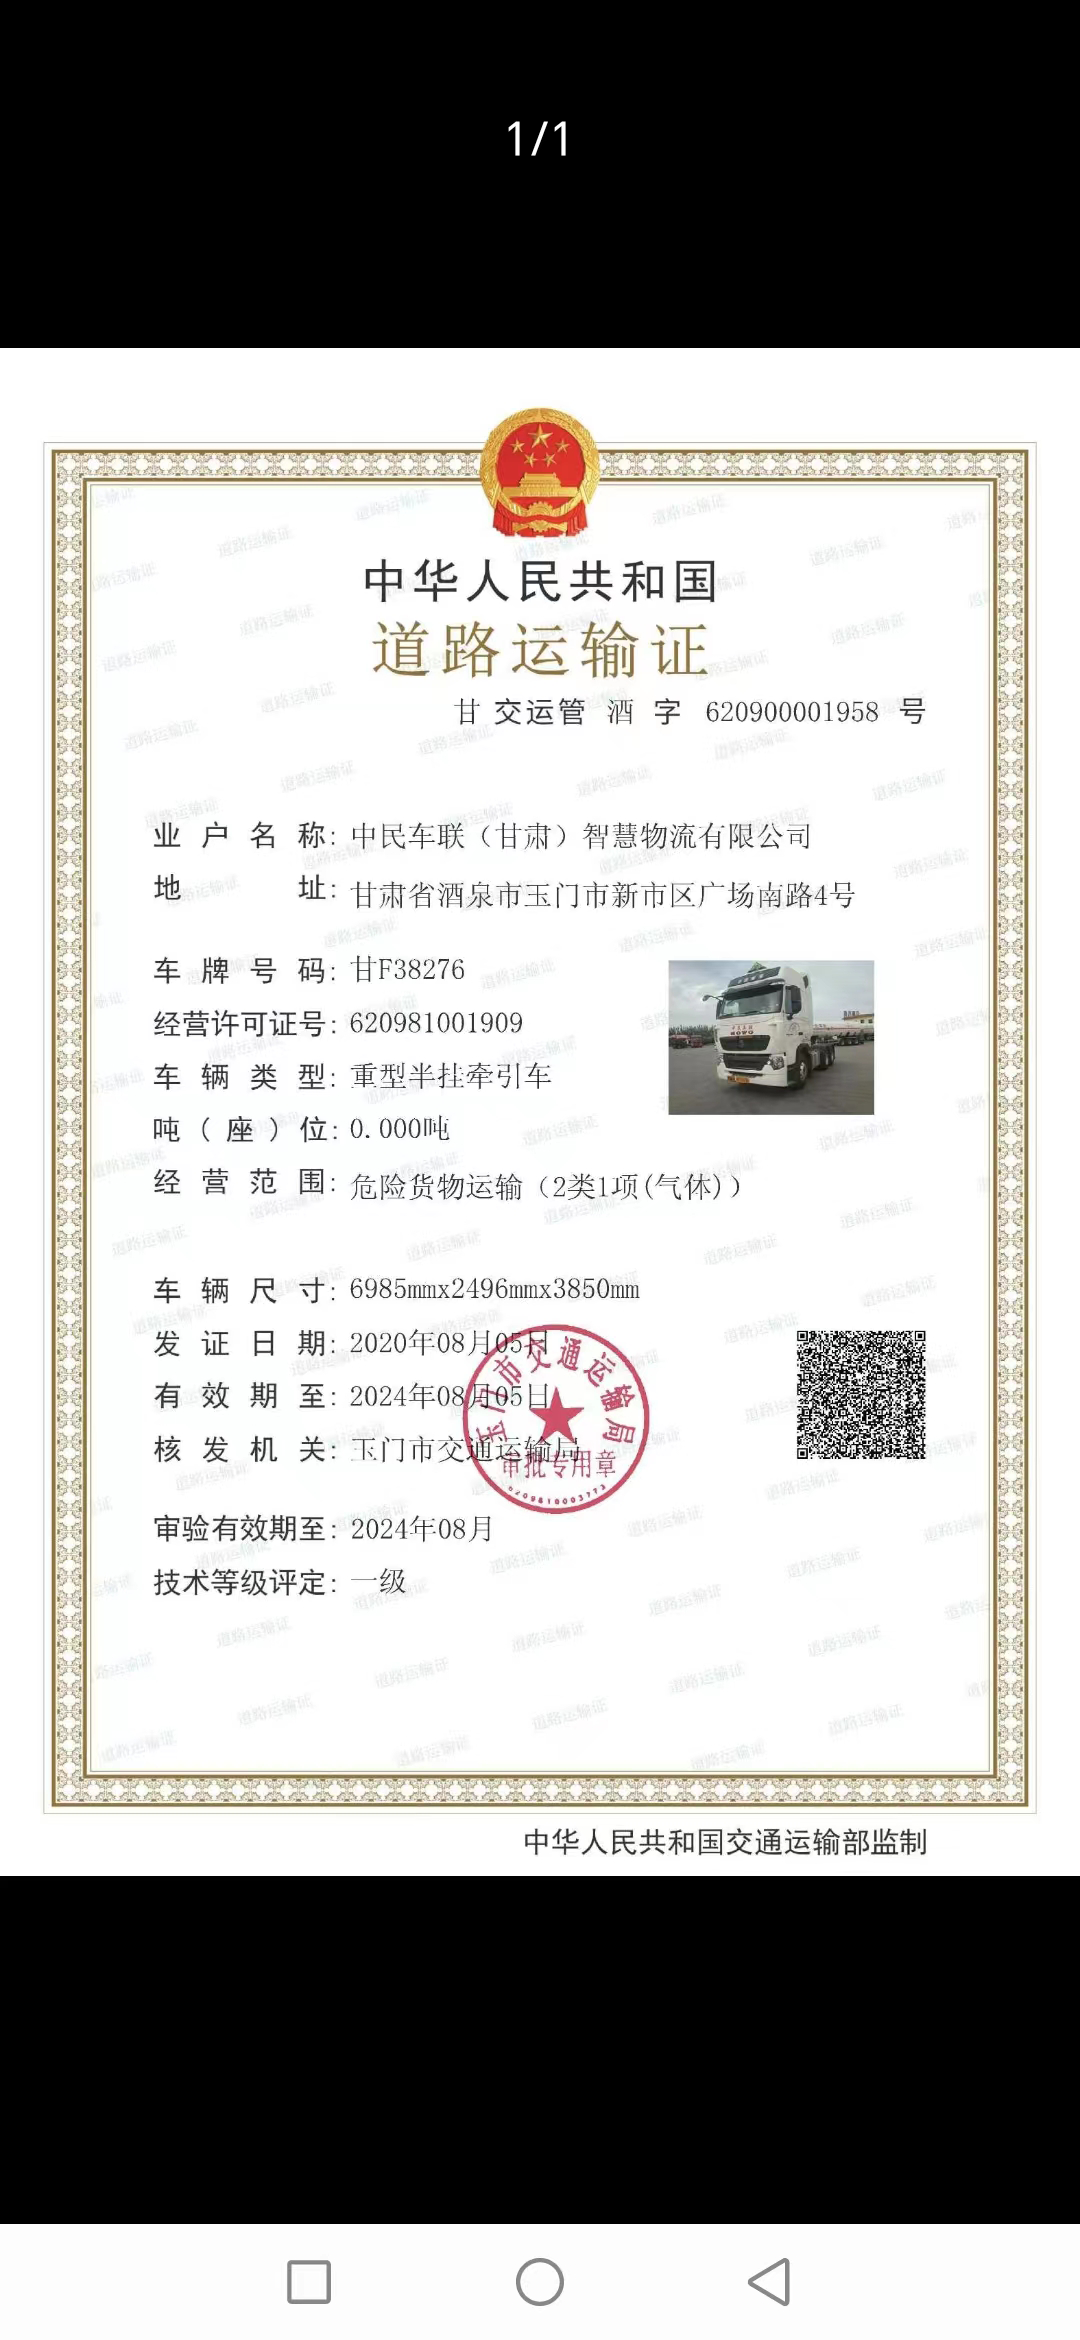 1/1
中华人民共和国
道路运输证
甘 交运管 酒 字 620900001958 号
业户名称: 中民车联（甘肃）智慧物流有限公司
地址: 甘肃省酒泉市玉门市新市区广场南路4号
车牌号码: 甘F38276
经营许可证号: 620981001909
车辆类型: 重型半挂牵引车
吨（座）位: 0.000吨
经营范围: 危险货物运输（2类1项(气体)）
车辆尺寸: 6985mmx2496mmx3850mm
发证日期: 2020年08月05日
有效期至: 2024年08月05日
核发机关: 玉门市交通运输局
玉门市交通运输局
审批专用章
6209810003773
审验有效期至: 2024年08月
技术等级评定: 一级
中华人民共和国交通运输部监制
道路运输证